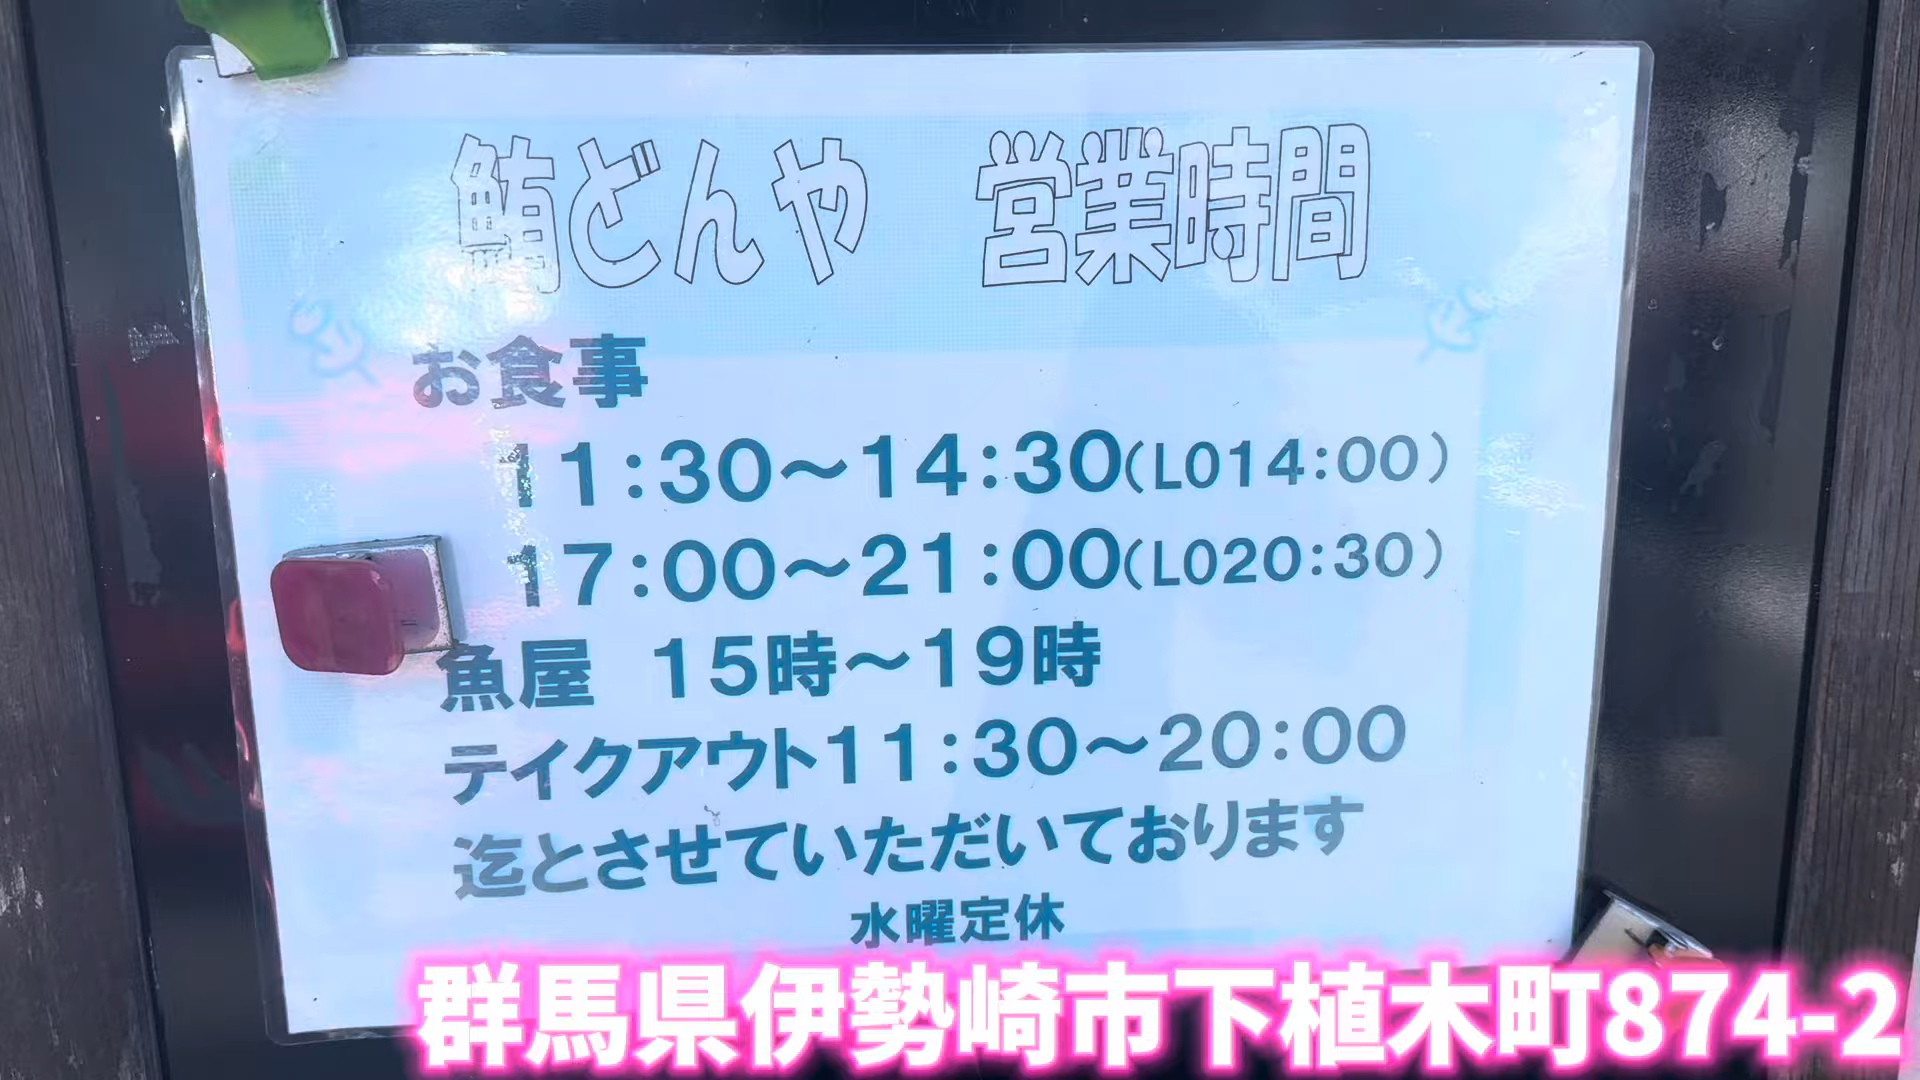 鮪どんや 営業時間
お食事
11:30～14:30(LO14:00)
17:00～21:00(LO20:30)
魚屋 15時～19時
テイクアウト11:30～20:00
迄とさせていただいております
水曜定休
群馬県伊勢崎市下植木町874-2